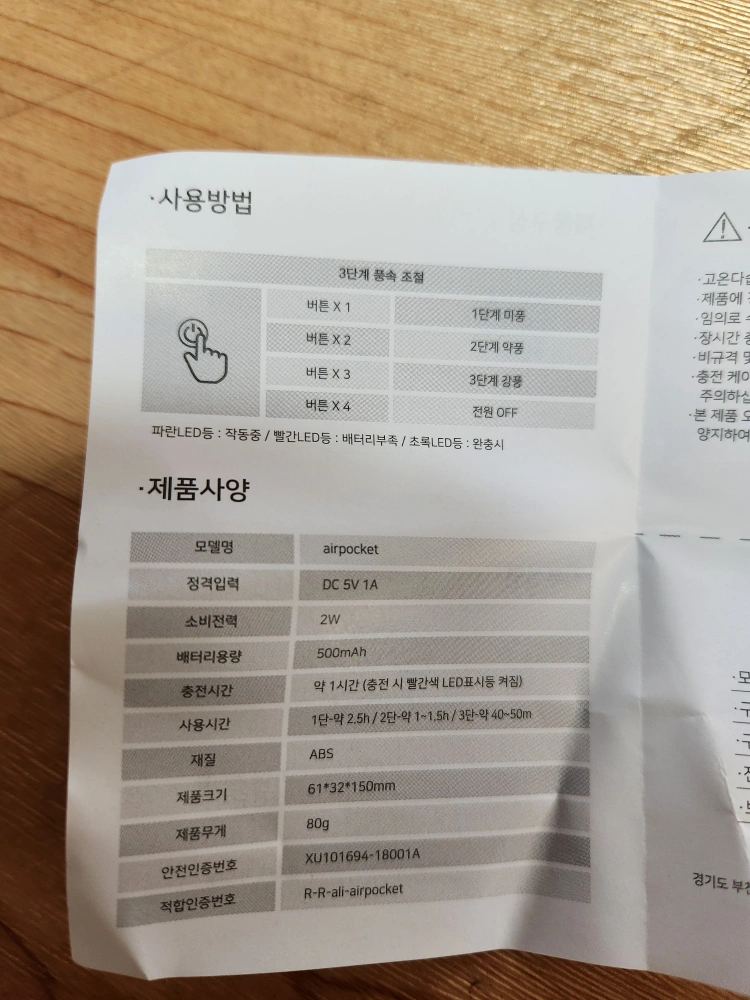 ·사용방법
3단계 풍속 조절
버튼 X 1 1단계 미풍
버튼 X 2 2단계 약풍
버튼 X 3 3단계 강풍
버튼 X 4 전원 OFF
파란LED등 : 작동중 / 빨간LED등 : 배터리부족 / 초록LED등 : 완충시
·제품사양
모델명 airpocket
정격입력 DC 5V 1A
소비전력 2W
배터리용량 500mAh
충전시간 약 1시간 (충전 시 빨간색 LED표시등 켜짐)
사용시간 1단-약 2.5h / 2단-약 1~1.5h / 3단-약 40~50m
재질 ABS
제품크기 61*32*150mm
제품무게 80g
안전인증번호 XU101694-18001A
적합인증번호 R-R-ali-airpocket
·고온다습
·제품에
·임의로
·장시간
·비규격 및
·충전 케이
주의하십
·본 제품
양지하여
경기도 부천